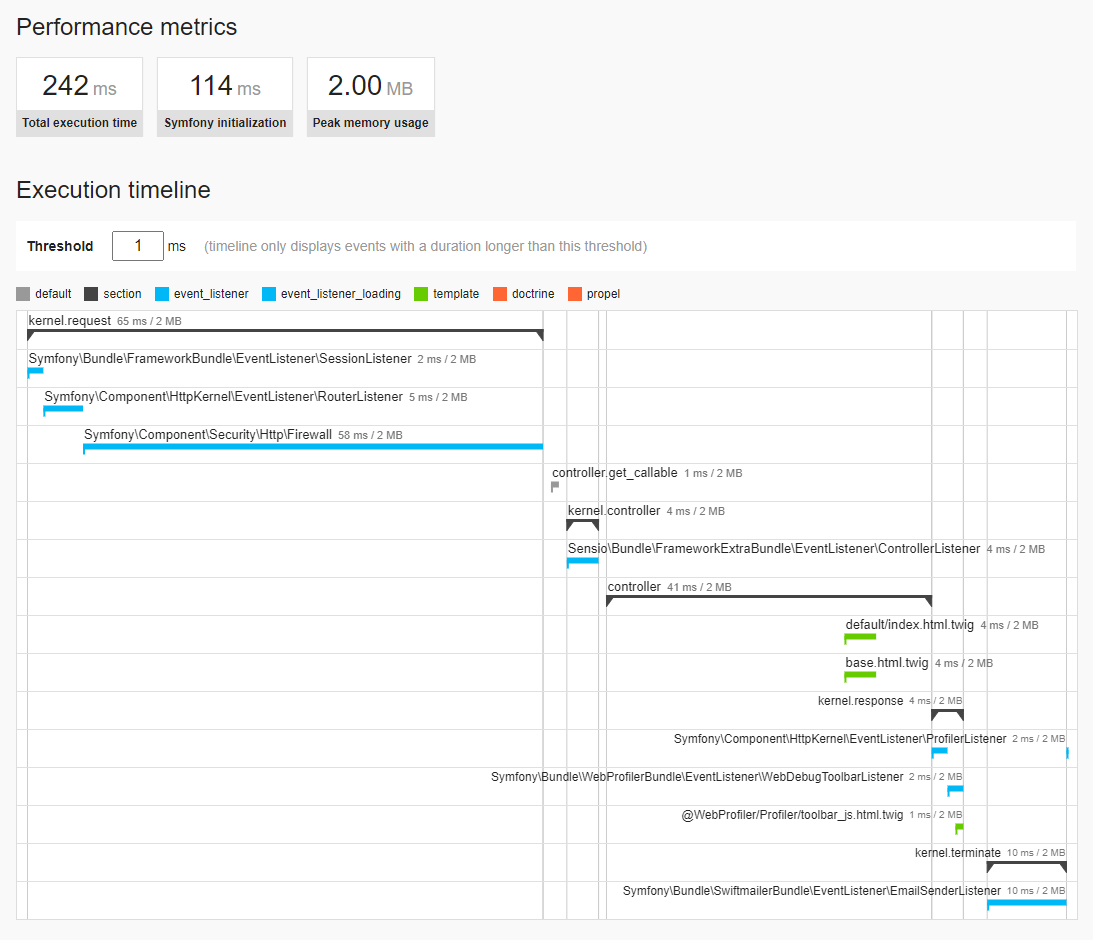 Performance metrics
242 ms
114 ms
2.00 MB
Total execution time
Symfony initialization
Peak memory usage
Execution timeline
Threshold 1 ms (timeline only displays events with a duration longer than this threshold)
default section event_listener event_listener_loading template doctrine propel
kernel.request 65 ms / 2 MB
Symfony\Bundle\FrameworkBundle\EventListener\SessionListener 2 ms / 2 MB
Symfony\Component\HttpKernel\EventListener\RouterListener 5 ms / 2 MB
Symfony\Component\Security\Http\Firewall 58 ms / 2 MB
controller.get_callable 1 ms / 2 MB
kernel.controller 4 ms / 2 MB
Sensio\Bundle\FrameworkExtraBundle\EventListener\ControllerListener 4 ms / 2 MB
controller 41 ms / 2 MB
default/index.html.twig 4 ms / 2 MB
base.html.twig 4 ms / 2 MB
kernel.response 4 ms / 2 MB
Symfony\Component\HttpKernel\EventListener\ProfilerListener 2 ms / 2 MB
Symfony\Bundle\WebProfilerBundle\EventListener\WebDebugToolbarListener 2 ms / 2 MB
@WebProfiler/Profiler/toolbar_js.html.twig 1 ms / 2 MB
kernel.terminate 10 ms / 2 MB
Symfony\Bundle\SwiftmailerBundle\EventListener\EmailSenderListener 10 ms / 2 MB